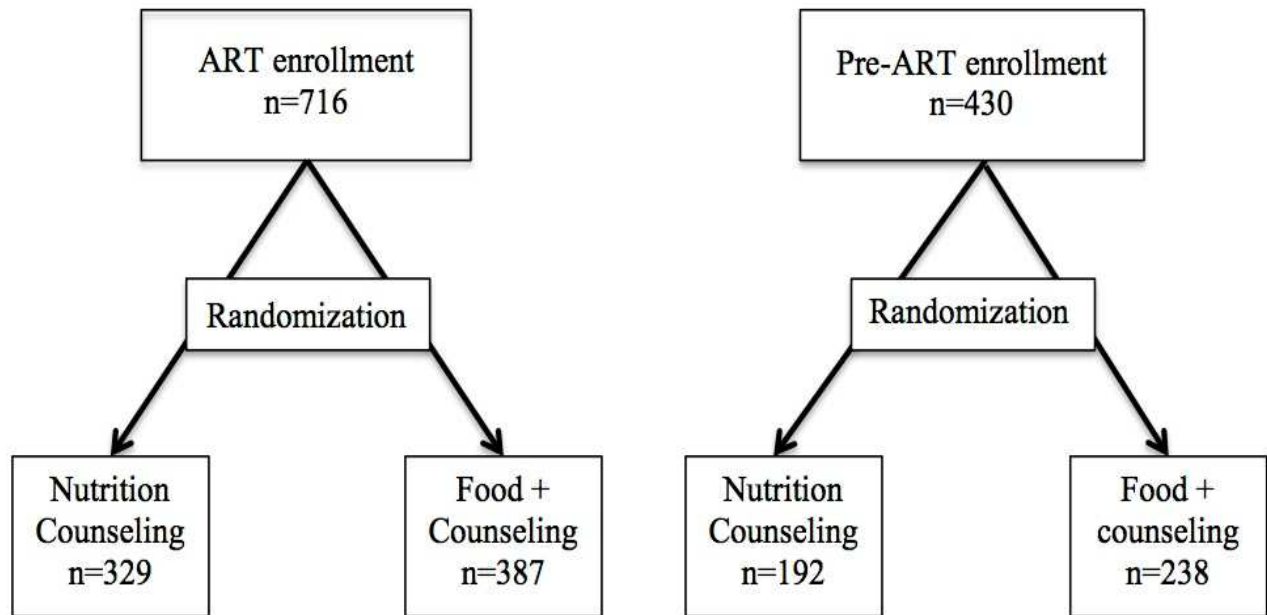 ART enrollment
n=716
Pre-ART enrollment
n=430
Randomization
Randomization
Nutrition
Counseling
n=329
Food +
Counseling
n=387
Nutrition
Counseling
n=192
Food +
counseling
n=238